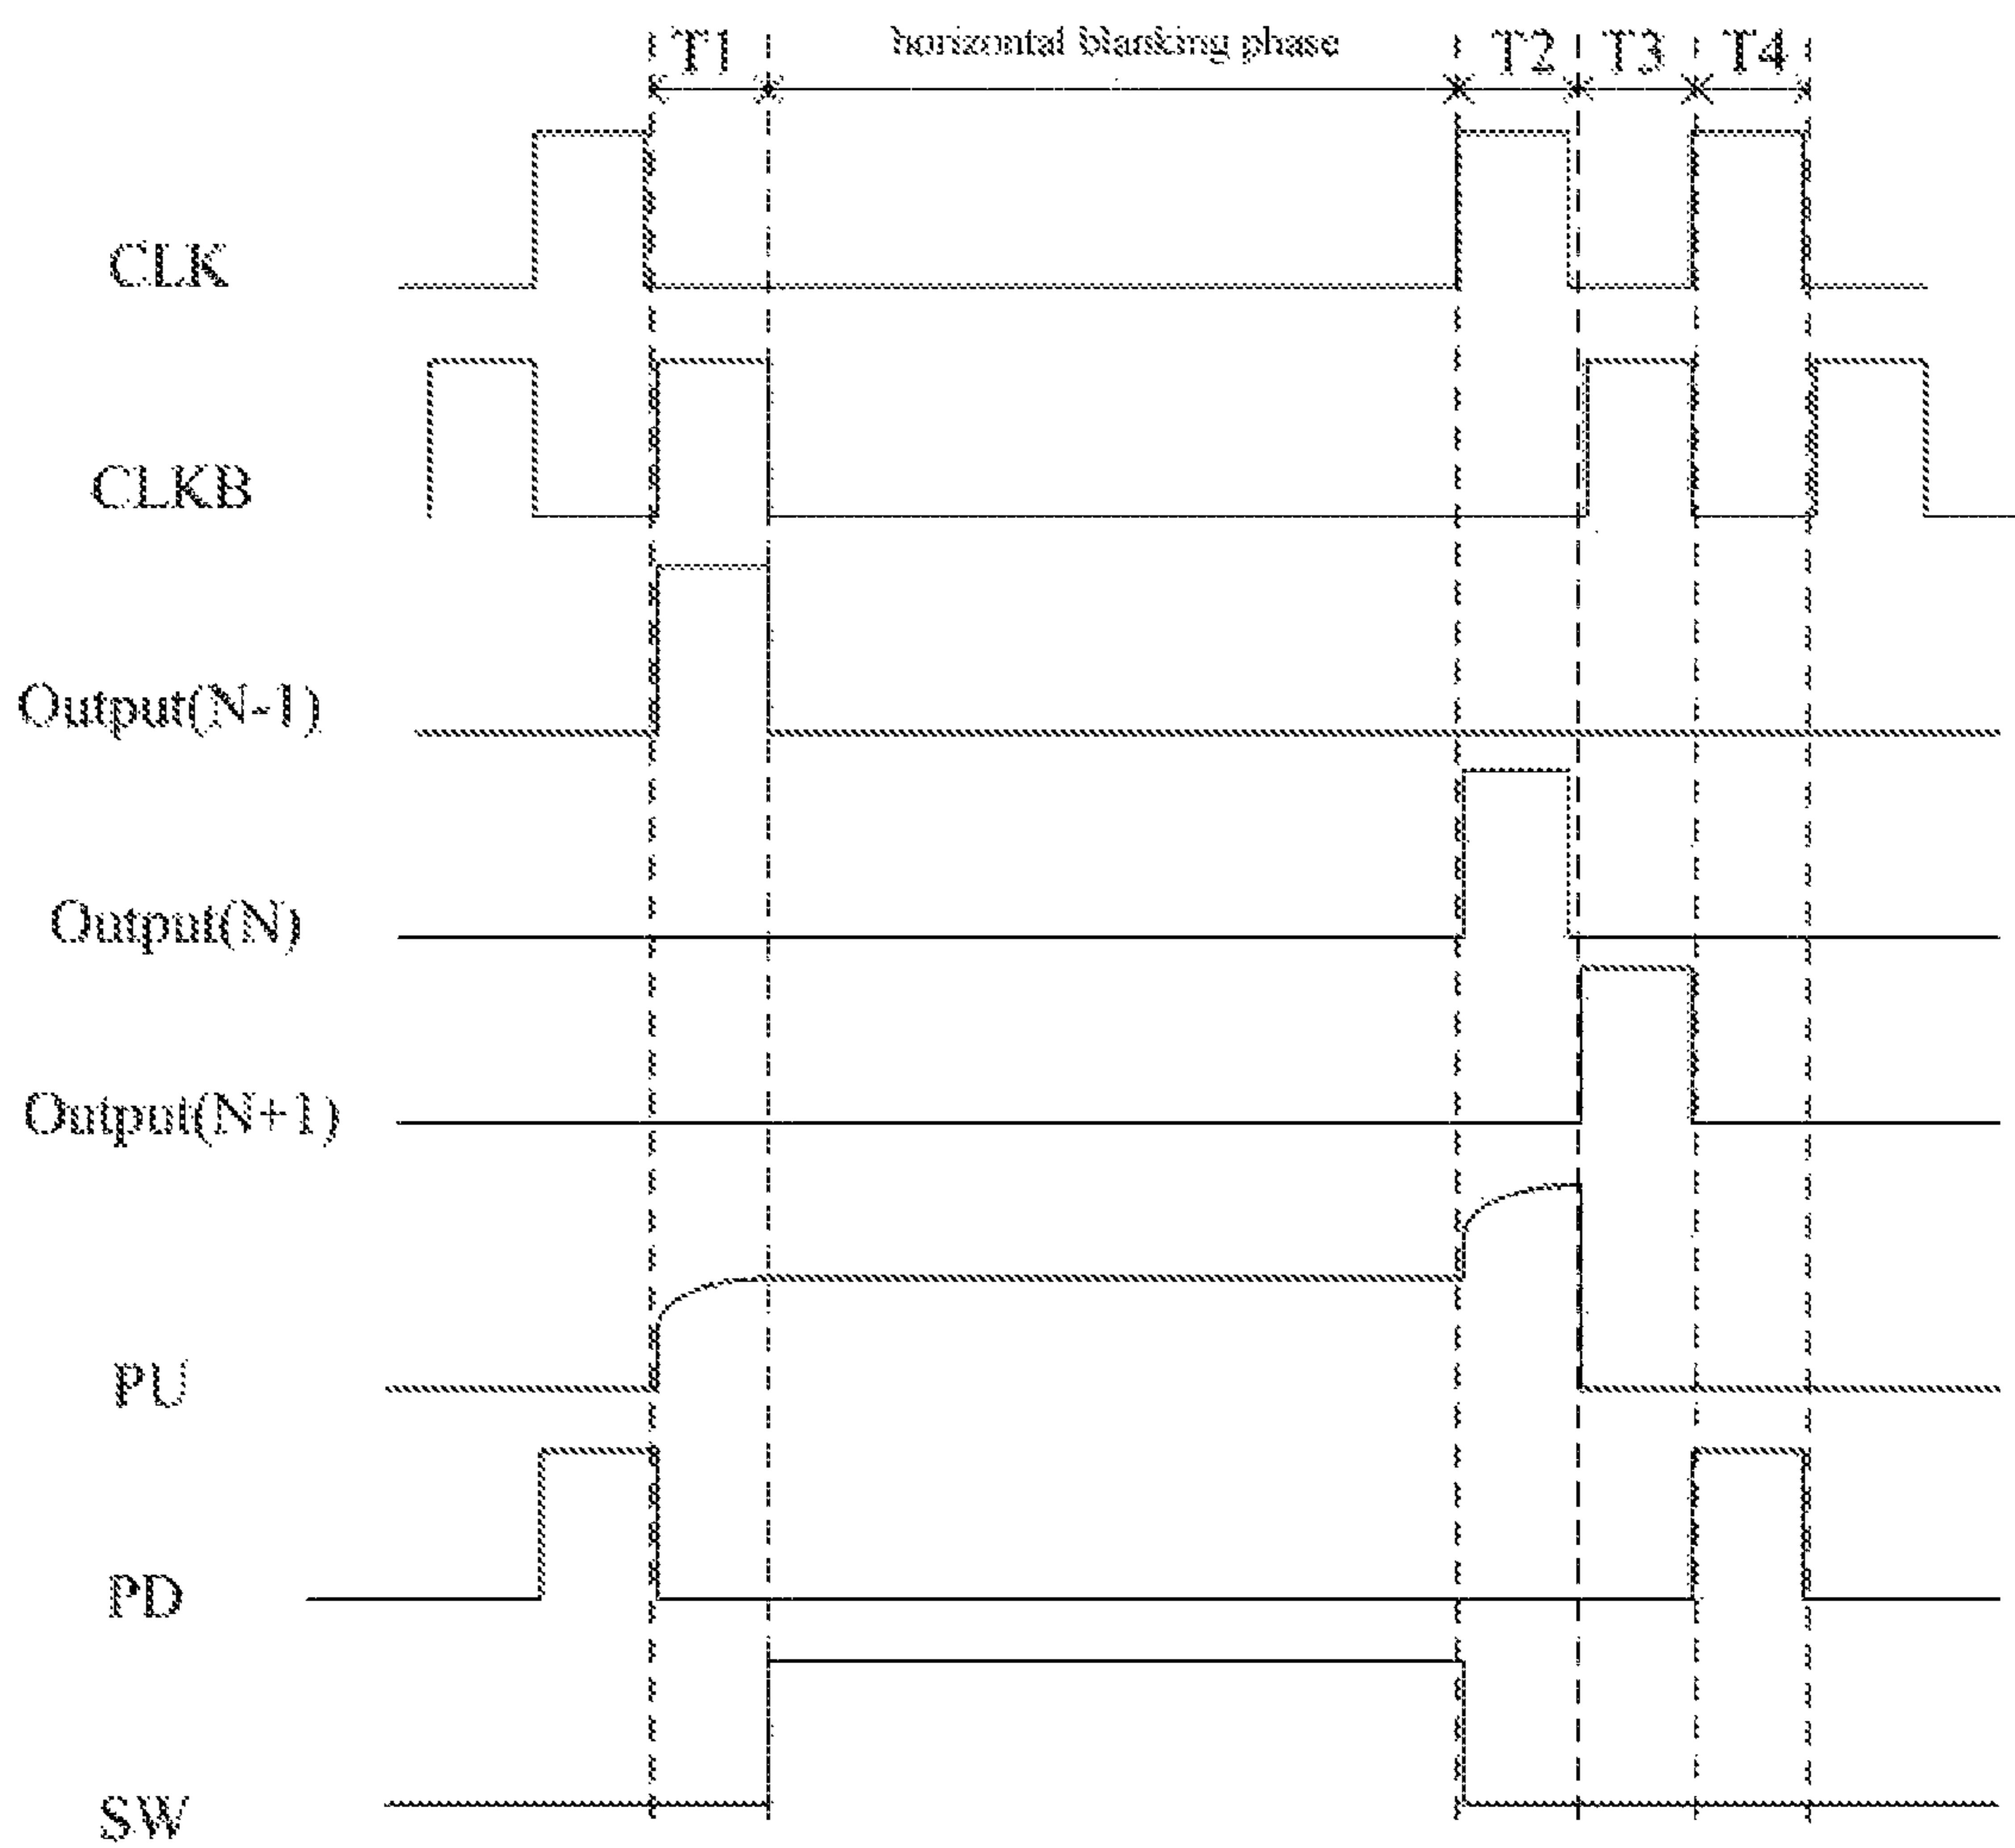 T1 horizontal blanking phase T2 T3 T4
CLK
CLKB
Output(N-1)
Output(N)
Output(N+1)
PU
PD
SW